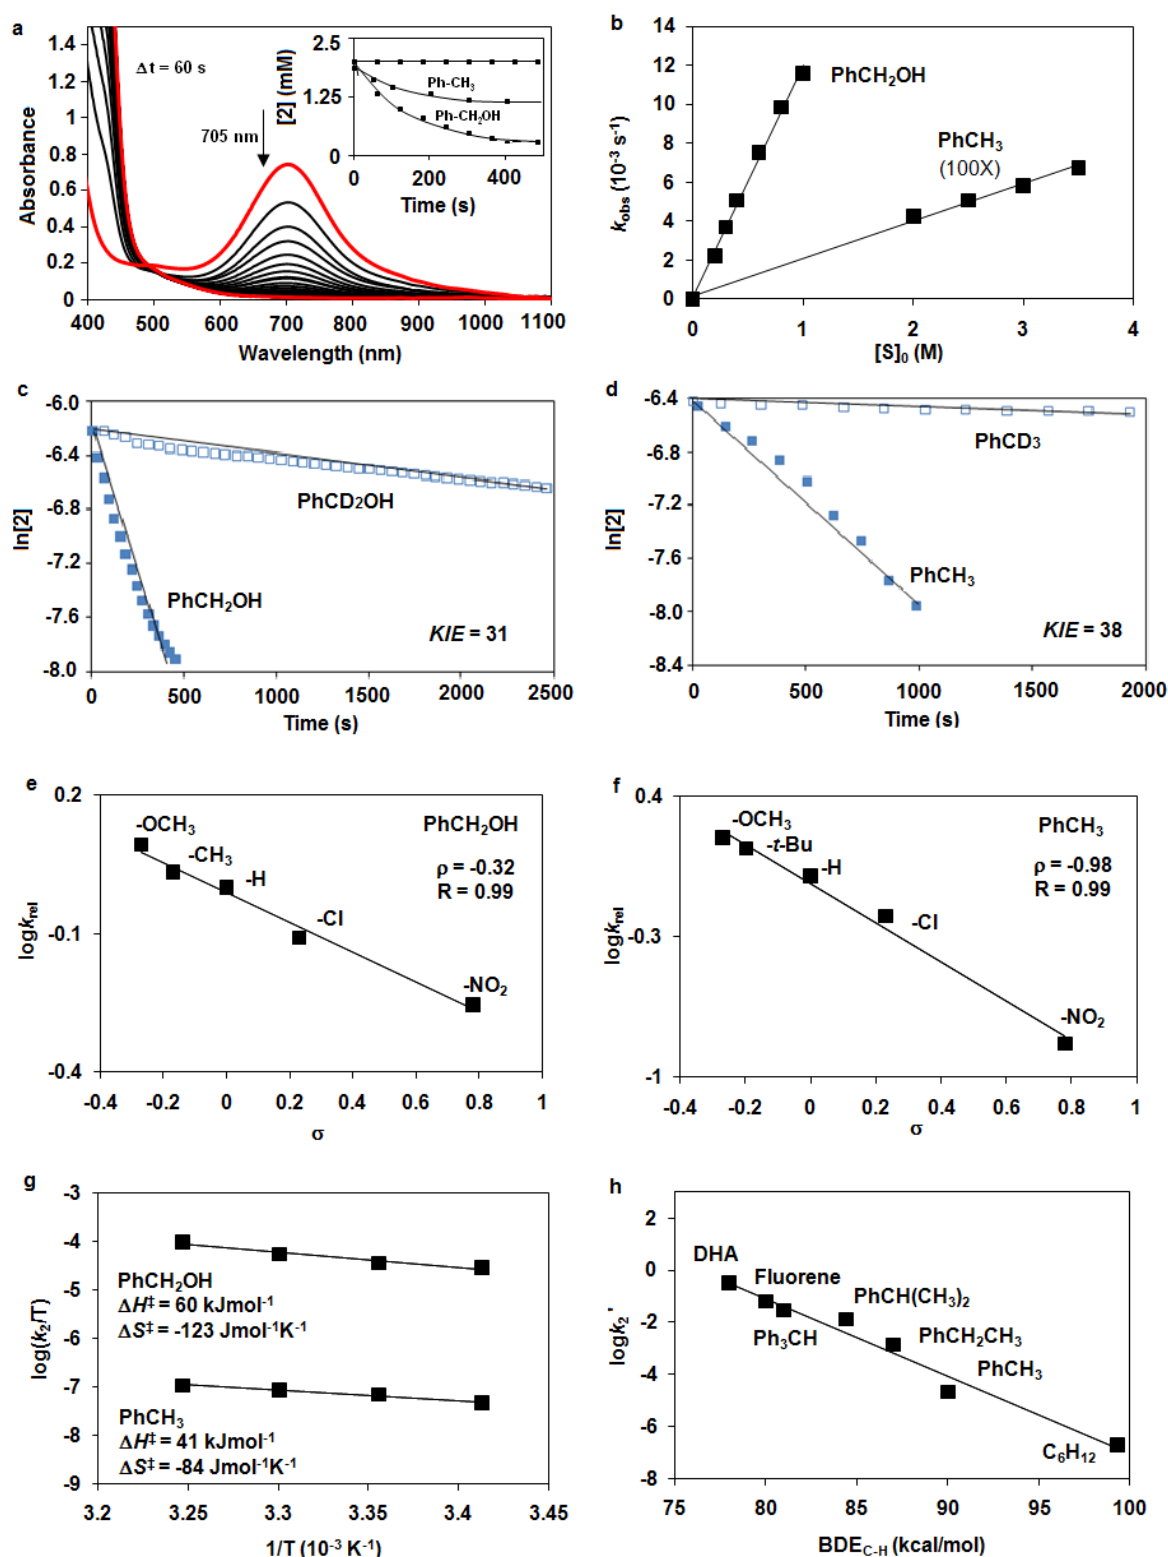 a
1.4
1.2
1
0.8
0.6
0.4
0.2
0
Absorbance
Δt = 60 s
705 nm
400 500 600 700 800 900 1000 1100
Wavelength (nm)
2.5
1.25
0
[2] (mM)
Ph-CH₃
Ph-CH₂OH
0 200 400
Time (s)
b
14
12
10
8
6
4
2
0
k_obs (10⁻³ s⁻¹)
PhCH₂OH
PhCH₃
(100X)
0 1 2 3 4
[S]₀ (M)
c
-6.0
-6.4
-6.8
-7.2
-7.6
-8.0
ln[2]
PhCD₂OH
PhCH₂OH
KIE = 31
0 500 1000 1500 2000 2500
Time (s)
d
-6.4
-6.8
-7.2
-7.6
-8.0
-8.4
ln[2]
PhCD₃
PhCH₃
KIE = 38
0 500 1000 1500 2000
Time (s)
e
0.2
-0.1
-0.4
logk_rel
-OCH₃
-CH₃
-H
-Cl
-NO₂
PhCH₂OH
ρ = -0.32
R = 0.99
-0.4 -0.2 0 0.2 0.4 0.6 0.8 1
σ
f
0.4
-0.3
-1
logk_rel
-OCH₃
-t-Bu
-H
-Cl
-NO₂
PhCH₃
ρ = -0.98
R = 0.99
-0.4 -0.2 0 0.2 0.4 0.6 0.8 1
σ
g
-3
-4
-5
-6
-7
-8
-9
log(k₂/T)
PhCH₂OH
ΔH‡ = 60 kJmol⁻¹
ΔS‡ = -123 Jmol⁻¹K⁻¹
PhCH₃
ΔH‡ = 41 kJmol⁻¹
ΔS‡ = -84 Jmol⁻¹K⁻¹
3.2 3.25 3.3 3.35 3.4 3.45
1/T (10⁻³ K⁻¹)
h
2
0
-2
-4
-6
-8
logk₂'
DHA
Fluorene
Ph₃CH
PhCH(CH₃)₂
PhCH₂CH₃
PhCH₃
C₆H₁₂
75 80 85 90 95 100
BDE_C-H (kcal/mol)